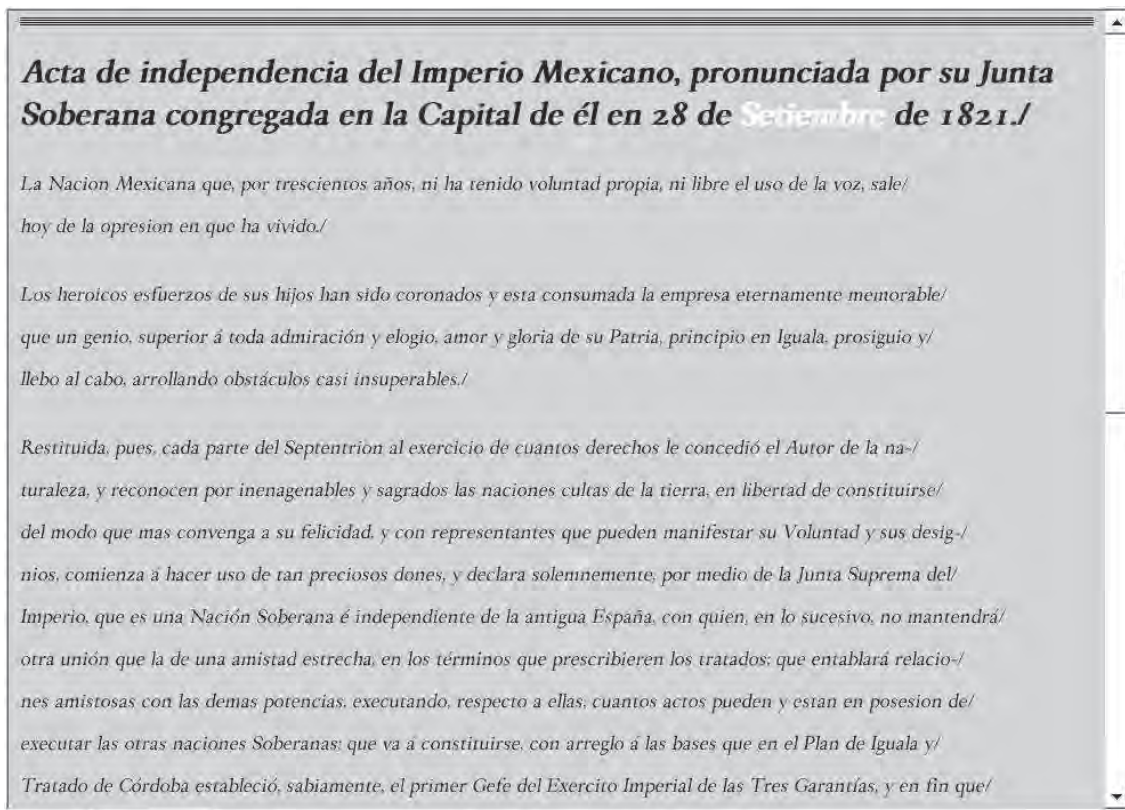 Acta de independencia del Imperio Mexicano, pronunciada por su Junta
Soberana congregada en la Capital de él en 28 de Setiembre de 1821./
La Nacion Mexicana que, por trescientos años, ni ha tenido voluntad propia, ni libre el uso de la voz, sale/
hoy de la opresion en que ha vivido./
Los heroicos esfuerzos de sus hijos han sido coronados y esta consumada la empresa eternamente memorable/
que un genio, superior á toda admiración y elogio, amor y gloria de su Patria, principio en Iguala, prosiguio y/
llebo al cabo, arrollando obstáculos casi insuperables./
Restituida, pues, cada parte del Septentrion al exercicio de cuantos derechos le concedió el Autor de la na-/
turaleza, y reconocen por inenagenables y sagrados las naciones cultas de la tierra, en libertad de constituirse/
del modo que mas convenga a su felicidad, y con representantes que pueden manifestar su Voluntad y sus desig-/
nios, comienza á hacer uso de tan preciosos dones, y declara solemnemente, por medio de la Junta Suprema del/
Imperio, que es una Nación Soberana é independiente de la antigua España, con quien, en lo sucesivo, no mantendrá/
otra unión que la de una amistad estrecha, en los términos que prescribieren los tratados; que entablará relacio-/
nes amistosas con las demas potencias, executando, respecto a ellas, cuantos actos pueden y estan en posesion de/
executar las otras naciones Soberanas: que va á constituirse, con arreglo á las bases que en el Plan de Iguala y/
Tratado de Córdoba estableció, sabiamente, el primer Gefe del Exercito Imperial de las Tres Garantías, y en fin que/